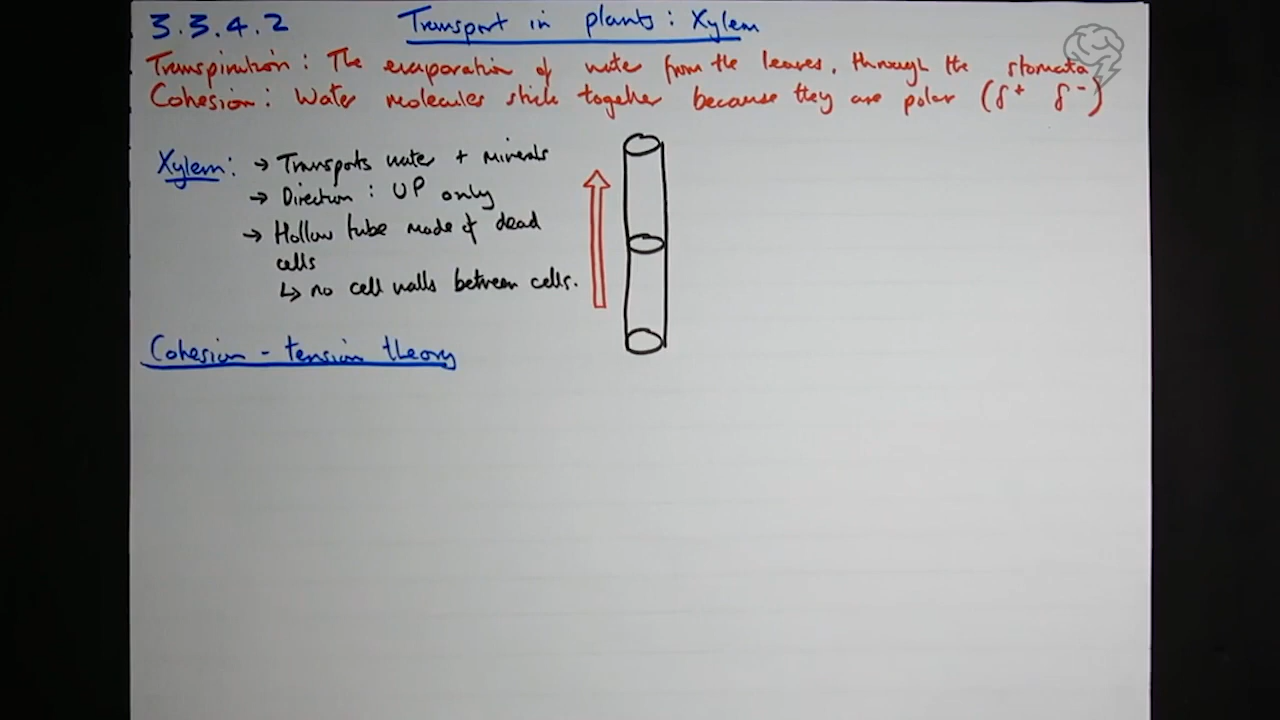 3.3.4.2 Transport in plants: Xylem
Transpiration: The evaporation of water from the leaves, through the stomata
Cohesion: Water molecules stick together because they are polar (δ+ δ-)
Xylem: → Transports water + minerals
→ Direction: UP only
→ Hollow tube made of dead
cells
↳ no cell walls between cells.
Cohesion - tension theory